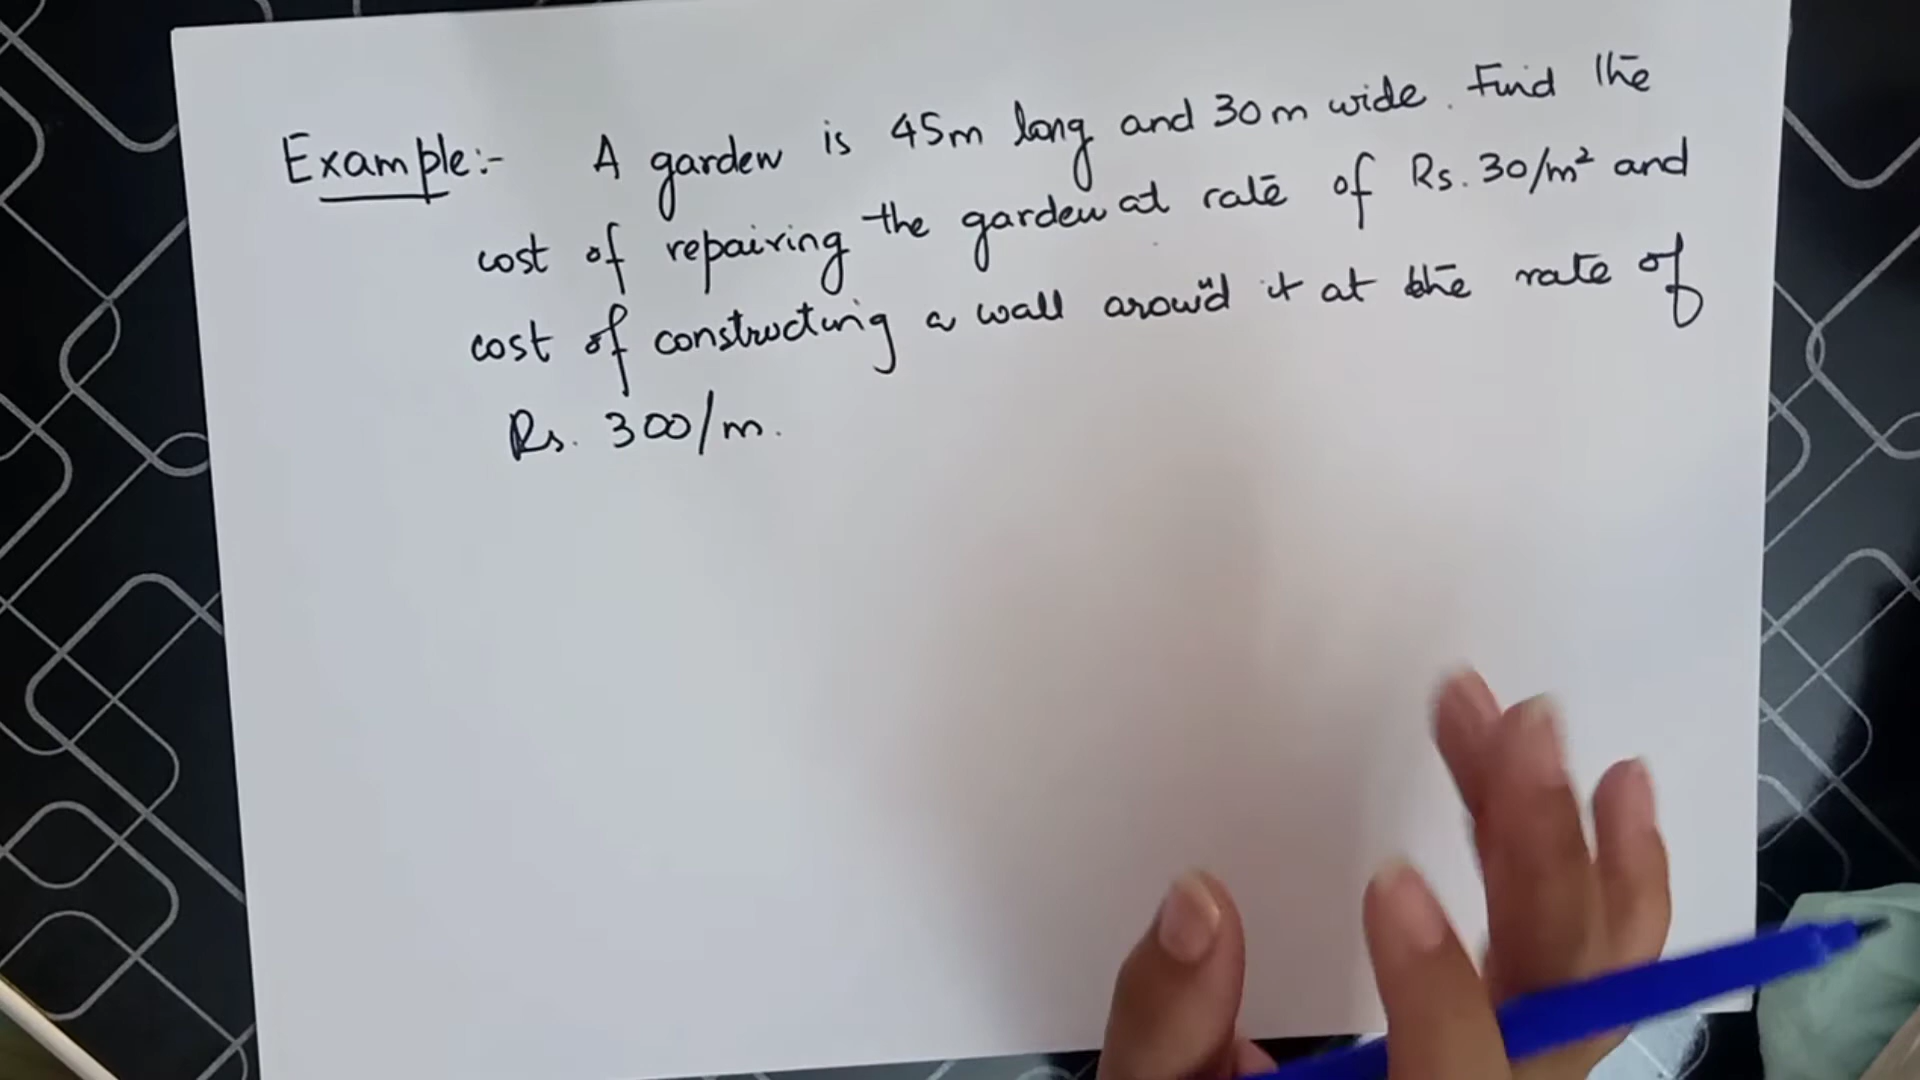 Example:- A garden is 45m long and 30m wide. Find the
cost of repairing the garden at rate of Rs. 30/m² and
cost of constructing a wall around it at the rate of
Rs. 300/m.